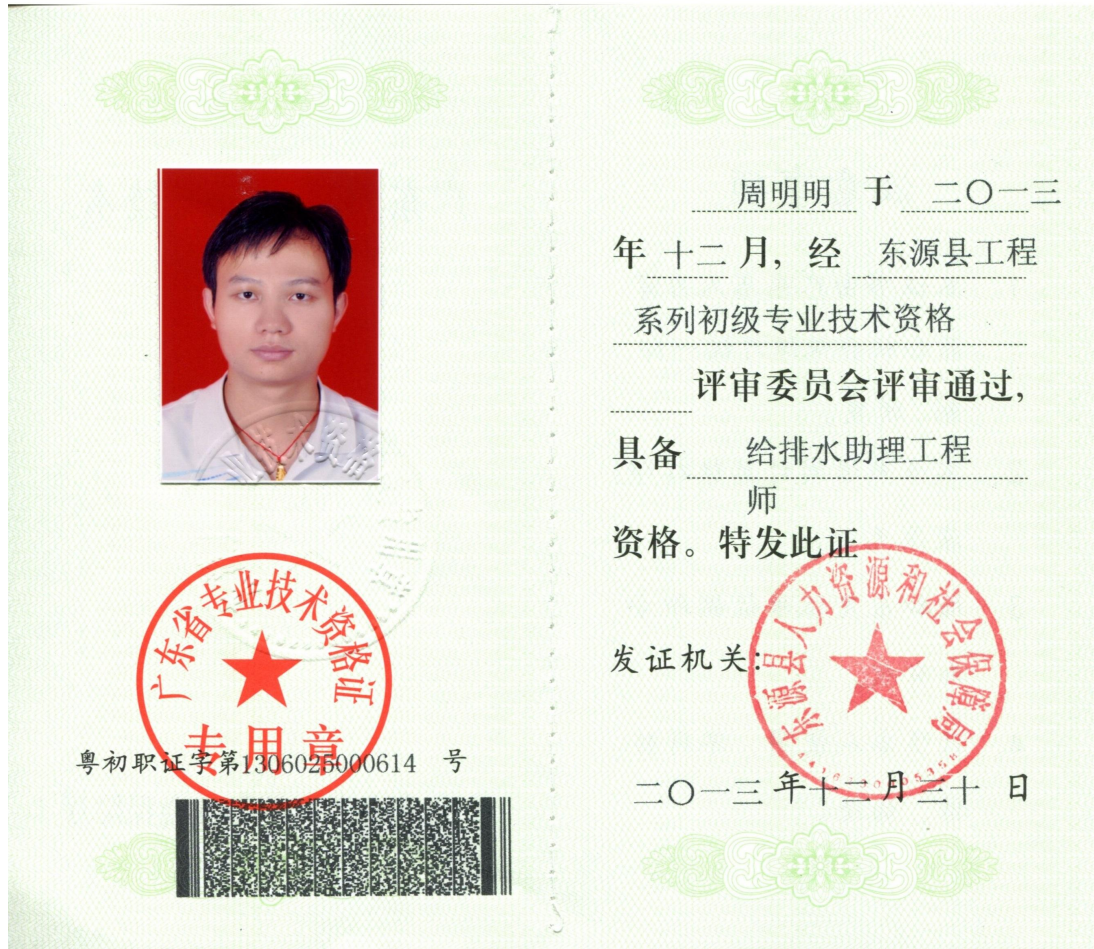 广东省专业技术资格证
专用章
粤初职证字第1306025000614 号
周明明 于 二〇一三
年 十二 月，经 东源县工程
系列初级专业技术资格
评审委员会评审通过，
具备 给排水助理工程
师
资格。特发此证
发证机关：
东源县人力资源和社会保障局
二〇一三 年 十二 月 三十 日